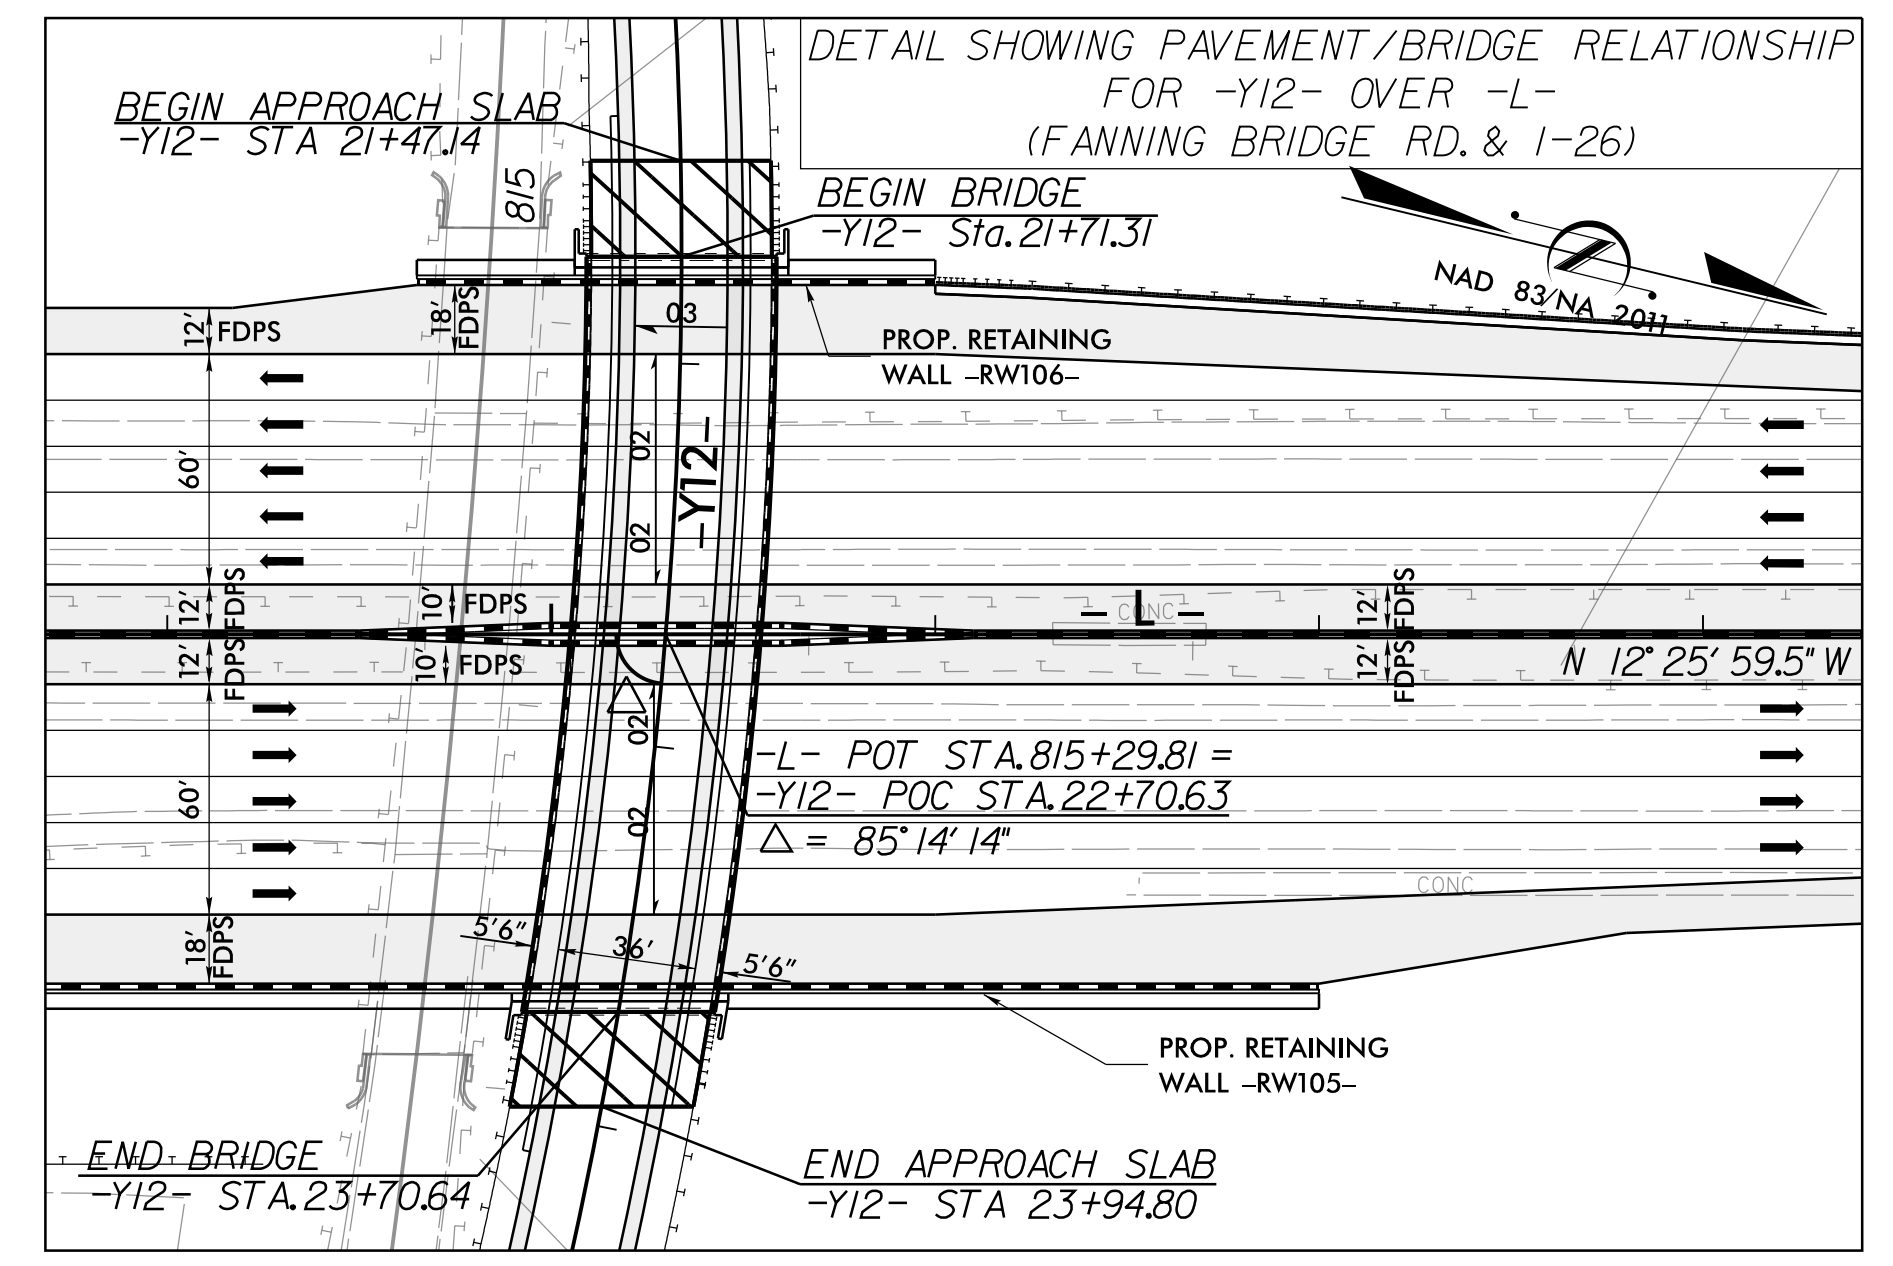 DETAIL SHOWING PAVEMENT/BRIDGE RELATIONSHIP
FOR -Y12- OVER -L-
(FANNING BRIDGE RD. & I-26)
BEGIN APPROACH SLAB
-Y12- STA 21+47.14
815
BEGIN BRIDGE
-Y12- Sta. 21+71.31
NAD 83/NA 2011
12'
FDPS
18'
FDPS
03
PROP. RETAINING
WALL -RW106-
60'
02
02
-Y12-
12'
FDPS
10'
FDPS
- L -
CONC
12'
FDPS
12'
FDPS
10'
FDPS
12'
FDPS
N 12° 25' 59.5" W
02
02
60'
-L- POT STA. 815+29.81 =
-Y12- POC STA. 22+70.63
△ = 85° 14' 14"
CONC
18'
FDPS
5'6"
36'
5'6"
PROP. RETAINING
WALL -RW105-
END BRIDGE
-Y12- STA. 23+70.64
END APPROACH SLAB
-Y12- STA 23+94.80